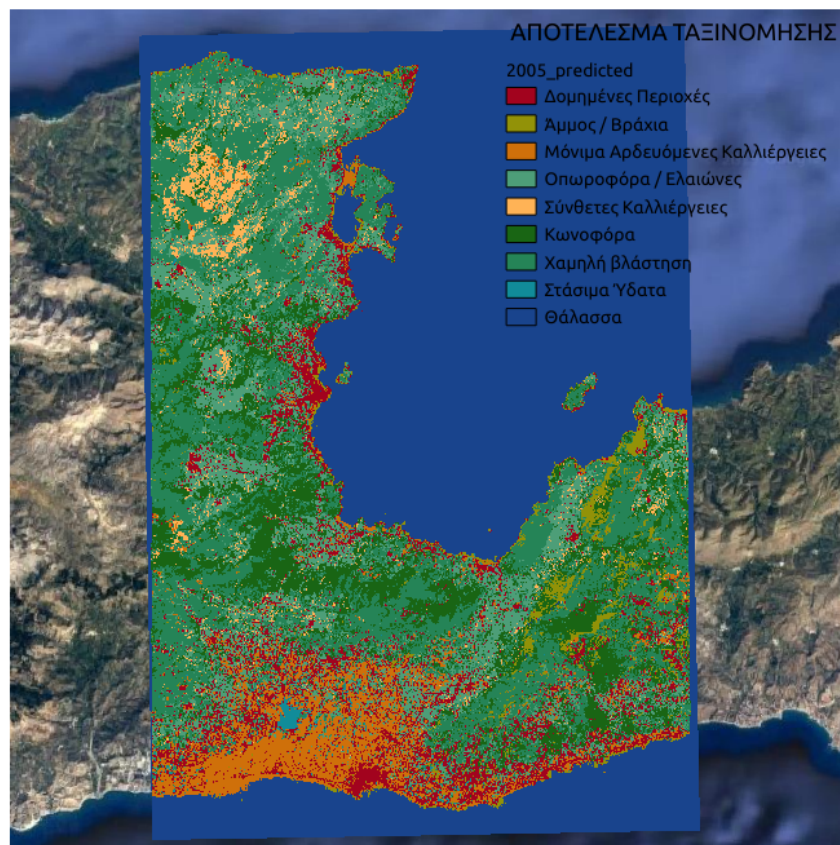 ΑΠΟΤΕΛΕΣΜΑ ΤΑΞΙΝΟΜΗΣΗΣ
2005_predicted
Δομημένες Περιοχές
Άμμος / Βράχια
Μόνιμα Αρδευόμενες Καλλιέργειες
Οπωροφόρα / Ελαιώνες
Σύνθετες Καλλιέργειες
Κωνοφόρα
Χαμηλή βλάστηση
Στάσιμα Ύδατα
Θάλασσα